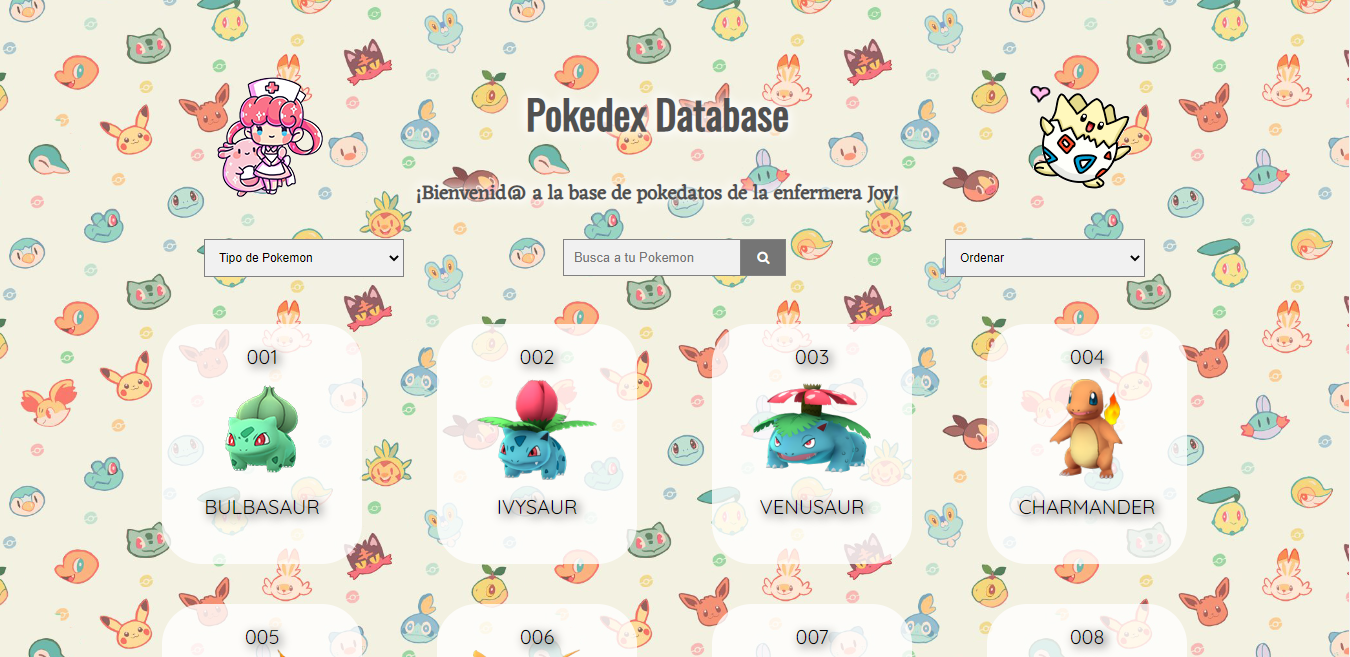 Pokedex Database
¡Bienvenid@ a la base de pokedatos de la enfermera Joy!
Tipo de Pokemon
Busca a tu Pokemon
Ordenar
001
002
003
004
BULBASAUR
IVYSAUR
VENUSAUR
CHARMANDER
005
006
007
008